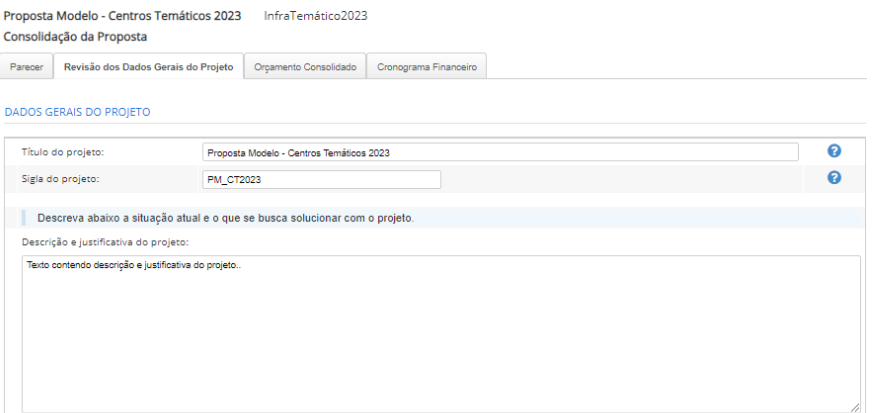 Proposta Modelo - Centros Temáticos 2023 InfraTemático2023
Consolidação da Proposta
Parecer Revisão dos Dados Gerais do Projeto Orçamento Consolidado Cronograma Financeiro
DADOS GERAIS DO PROJETO
Título do projeto: Proposta Modelo - Centros Temáticos 2023 ?
Sigla do projeto: PM_CT2023 ?
Descreva abaixo a situação atual e o que se busca solucionar com o projeto.
Descrição e justificativa do projeto:
Texto contendo descrição e justificativa do projeto..